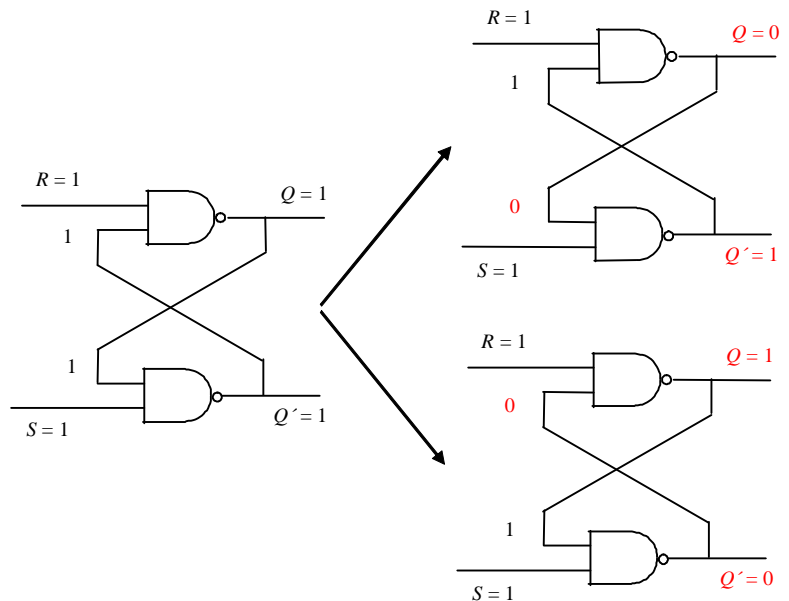 R = 1
Q = 1
1
1
S = 1
Q´ = 1
R = 1
Q = 0
1
0
S = 1
Q´ = 1
R = 1
Q = 1
0
1
S = 1
Q´ = 0